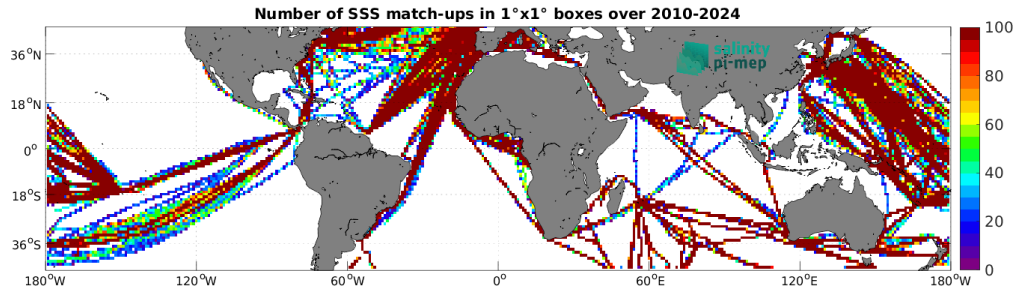 Number of SSS match-ups in 1°x1° boxes over 2010-2024
salinity
pi-mep
36°N
18°N
0°
18°S
36°S
180°W
120°W
60°W
0°
60°E
120°E
180°W
100
80
60
40
20
0